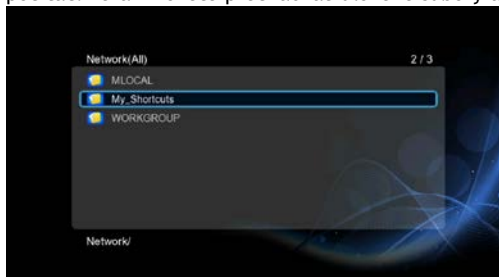 Network(All) 2 / 3
MLOCAL
My_Shortcuts
WORKGROUP
Network/